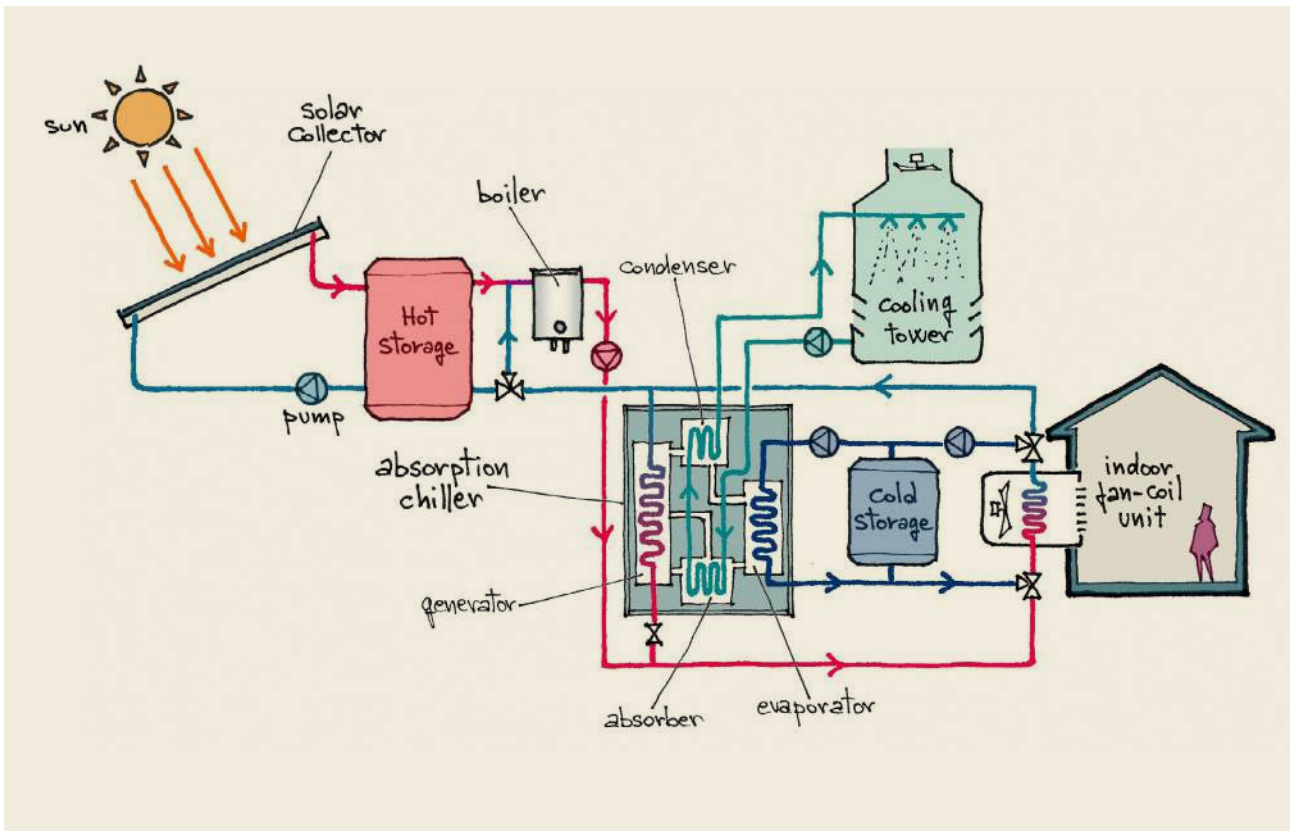 sun
solar
collector
boiler
condenser
Hot
storage
cooling
tower
pump
absorption
chiller
cold
storage
indoor
fan-coil
unit
generator
absorber
evaporator